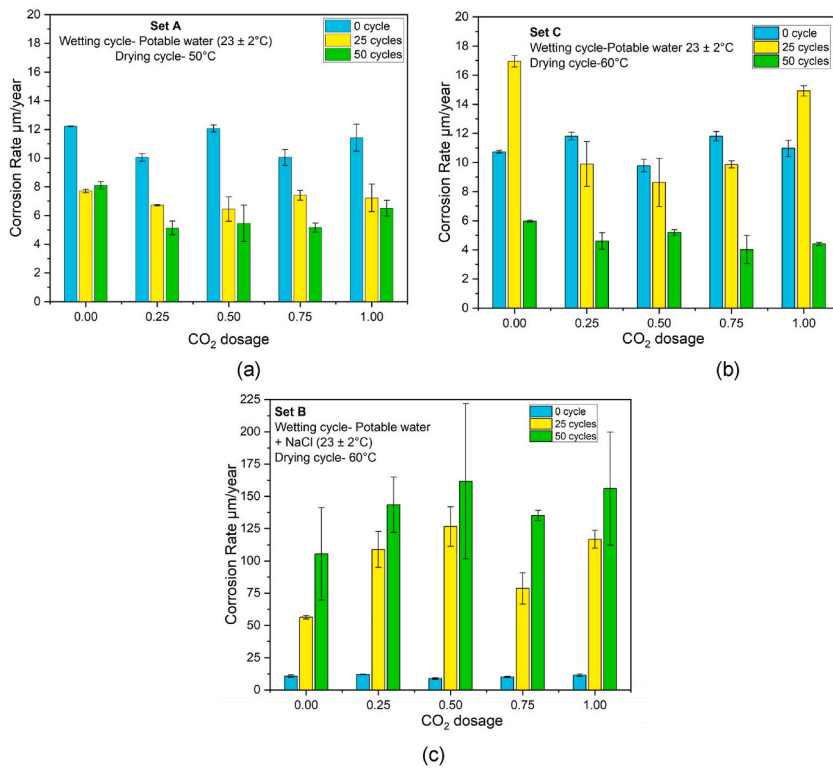 Set A
Wetting cycle- Potable water (23 ± 2°C)
Drying cycle- 50°C
0 cycle
25 cycles
50 cycles
20
18
16
14
12
10
8
6
4
2
0
Corrosion Rate µm/year
0.00 0.25 0.50 0.75 1.00
CO₂ dosage
(a)
Set C
Wetting cycle-Potable water 23 ± 2°C
Drying cycle-60°C
0 cycle
25 cycles
50 cycles
20
18
16
14
12
10
8
6
4
2
0
Corrosion Rate µm/year
0.00 0.25 0.50 0.75 1.00
CO₂ dosage
(b)
Set B
Wetting cycle- Potable water
+ NaCl (23 ± 2°C)
Drying cycle- 60°C
0 cycle
25 cycles
50 cycles
225
200
175
150
125
100
75
50
25
0
Corrosion Rate µm/year
0.00 0.25 0.50 0.75 1.00
CO₂ dosage
(c)